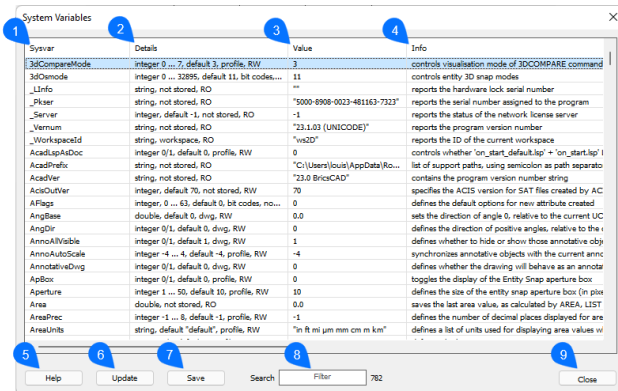 System Variables
1 2 3 4
Sysvar Details Value Info
3dCompareMode integer 0 ... 7, default 3, profile, RW 3 controls visualisation mode of 3DCOMPARE command
3dOsmode integer 0 ... 32895, default 11, bit codes,... 11 controls entity 3D snap modes
_LInfo string, not stored, RO "" reports the hardware lock serial number
_Pkser string, not stored, RO "5000-8908-0023-481163-7323" reports the serial number assigned to the program
_Server integer, default -1, not stored, RO -1 reports the status of the network license server
_Vernum string, not stored, RO "23.1.03 (UNICODE)" reports the program version number
_WorkspaceId string, workspace, RO "ws2D" reports the ID of the current workspace
AcadLspAsDoc integer 0/1, default 0, profile, RW 0 controls whether 'on_start_default.lsp' + 'on_start.lsp'
AcadPrefix string, not stored, RO "C:\Users\louis\AppData\Ro... list of support paths, using semicolon as path separato
AcadVer string, not stored, RO "23.0 BricsCAD" contains the program version number string
AcisOutVer integer, default 70, not stored, RW 70 specifies the ACIS version for SAT files created by AC
AFlags integer, 0 ... 63, default 0, bit codes, no... 0 defines the default options for new attribute created
AngBase double, default 0, dwg, RW 0.0 sets the direction of angle 0, relative to the current UC
AngDir integer 0/1, default 0, dwg, RW 0 defines the direction of positive angles, relative to the
AnnoAllVisible integer 0/1, default 1, dwg, RW 1 defines whether to hide or show those annotative obj
AnnoAutoScale integer -4 ... 4, default -4, profile, RW -4 synchronizes annotative objects with the current anno
AnnotativeDwg integer 0/1, default 0, dwg, RW 0 defines whether the drawing will behave as an annotat
ApBox integer 0/1, default 0, profile, RW 0 toggles the display of the Entity Snap aperture box
Aperture integer 1 ... 50, default 10, profile, RW 10 defines the size of the entity snap aperture box (in pixe
Area double, not stored, RO 0.0 saves the last area value, as calculated by AREA, LIST
AreaPrec integer -1 ... 8, default -1, profile, RW -1 defines the number of decimal places displayed for are
AreaUnits string, default "default", profile, RW "in ft mi µm mm cm m km" defines a list of units used for displaying area values w
5 6 7 8 9
Help Update Save Search Filter 782 Close